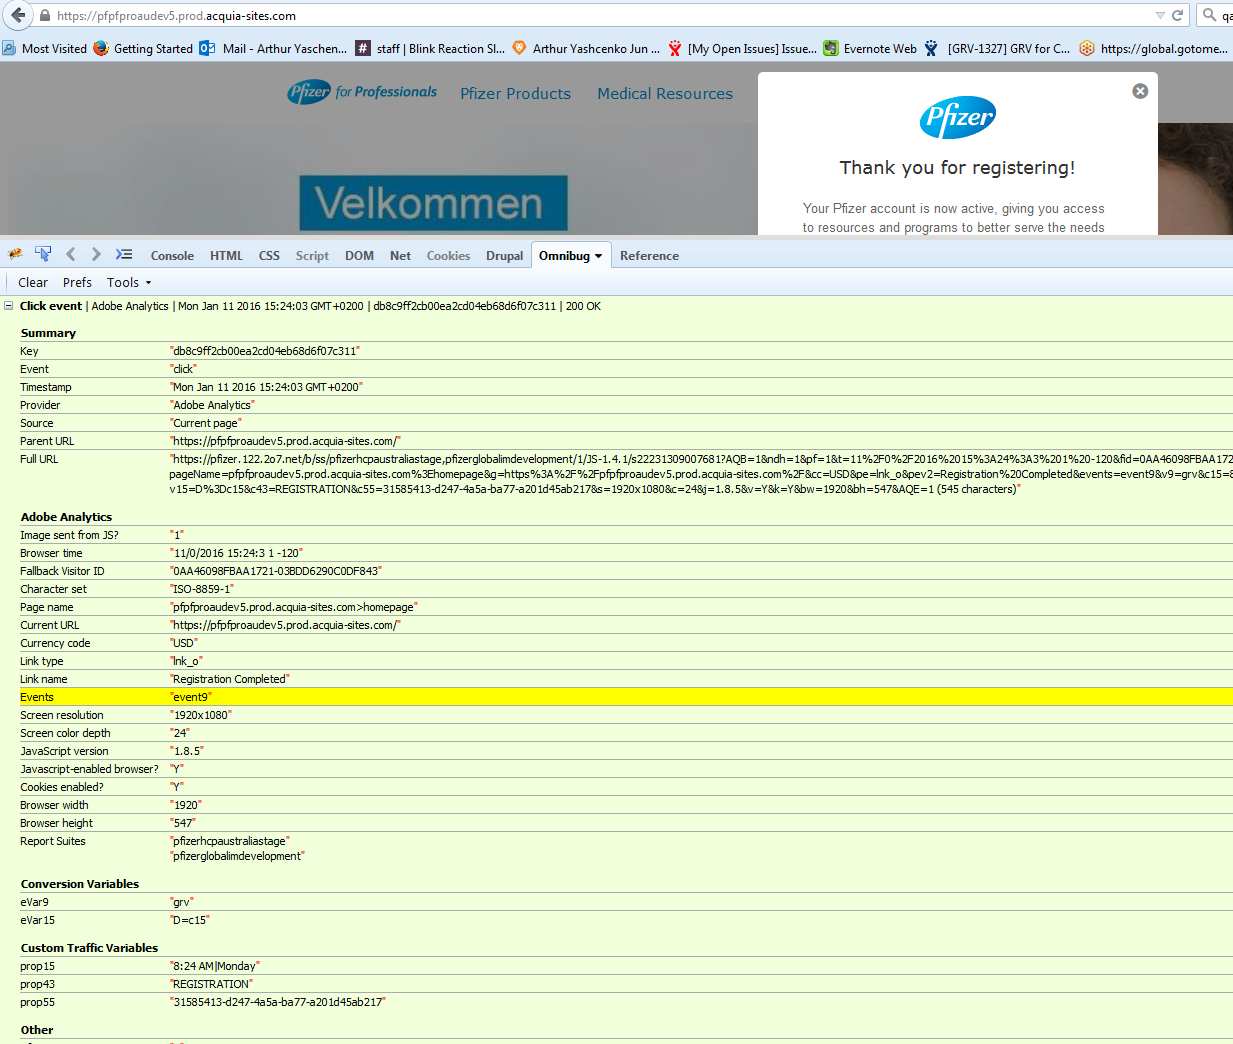 https://pfpfproaudev5.prod.acquia-sites.com
Most Visited Getting Started Mail - Arthur Yaschen... staff | Blink Reaction Sl... Arthur Yashcenko Jun ... [My Open Issues] Issue... Evernote Web [GRV-1327] GRV for C... https://global.gotome...
Pfizer for Professionals Pfizer Products Medical Resources
Pfizer
Thank you for registering!
Velkommen
Your Pfizer account is now active, giving you access
to resources and programs to better serve the needs
Console HTML CSS Script DOM Net Cookies Drupal Omnibug Reference
Clear Prefs Tools
Click event | Adobe Analytics | Mon Jan 11 2016 15:24:03 GMT+0200 | db8c9ff2cb00ea2cd04eb68d6f07c311 | 200 OK
Summary
Key "db8c9ff2cb00ea2cd04eb68d6f07c311"
Event "click"
Timestamp "Mon Jan 11 2016 15:24:03 GMT+0200"
Provider "Adobe Analytics"
Source "Current page"
Parent URL "https://pfpfproaudev5.prod.acquia-sites.com/"
Full URL "https://pfizer.122.2o7.net/b/ss/pfizerhcpaustraliastage,pfizerglobalimdevelopment/1/JS-1.4.1/s22231309007681?AQB=1&ndh=1&pf=1&t=11%2F0%2F2016%2015%3A24%3A3%201%20-120&fid=0AA46098FBAA172
pageName=pfpfproaudev5.prod.acquia-sites.com%3Ehomepage&g=https%3A%2F%2Fpfpfproaudev5.prod.acquia-sites.com%2F&cc=USD&pe=lnk_o&pev2=Registration%20Completed&events=event9&v9=grv&c15=8
v15=D%3Dc15&c43=REGISTRATION&c55=31585413-d247-4a5a-ba77-a201d45ab217&s=1920x1080&c=24&j=1.8.5&v=Y&k=Y&bw=1920&bh=547&AQE=1 (545 characters)"
Adobe Analytics
Image sent from JS? "1"
Browser time "11/0/2016 15:24:3 1 -120"
Fallback Visitor ID "0AA46098FBAA1721-03BDD6290C0DF843"
Character set "ISO-8859-1"
Page name "pfpfproaudev5.prod.acquia-sites.com>homepage"
Current URL "https://pfpfproaudev5.prod.acquia-sites.com/"
Currency code "USD"
Link type "lnk_o"
Link name "Registration Completed"
Events "event9"
Screen resolution "1920x1080"
Screen color depth "24"
JavaScript version "1.8.5"
Javascript-enabled browser? "Y"
Cookies enabled? "Y"
Browser width "1920"
Browser height "547"
Report Suites "pfizerhcpaustraliastage"
"pfizerglobalimdevelopment"
Conversion Variables
eVar9 "grv"
eVar15 "D=c15"
Custom Traffic Variables
prop15 "8:24 AM|Monday"
prop43 "REGISTRATION"
prop55 "31585413-d247-4a5a-ba77-a201d45ab217"
Other